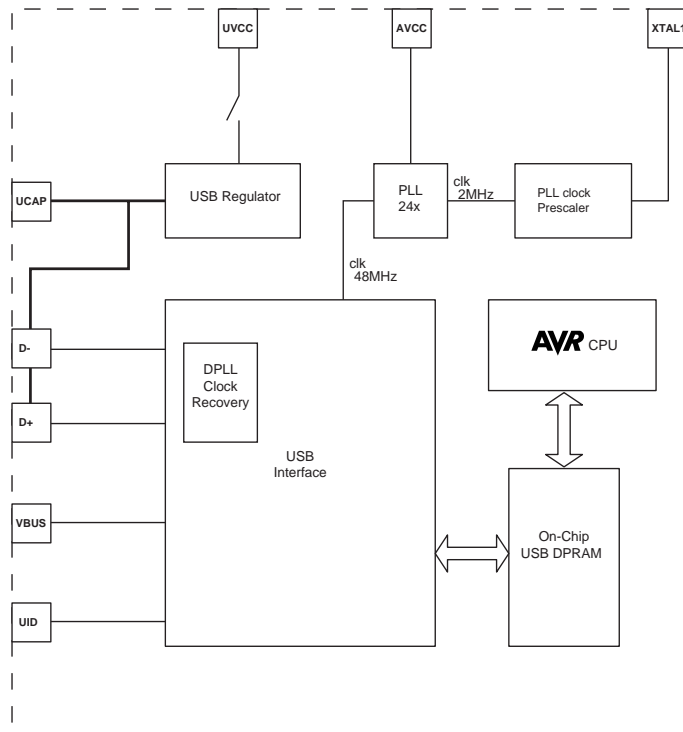 UVCC
AVCC
XTAL1
UCAP
USB Regulator
PLL
24x
clk
2MHz
PLL clock
Prescaler
clk
48MHz
D-
D+
DPLL
Clock
Recovery
USB
Interface
AVR CPU
VBUS
On-Chip
USB DPRAM
UID